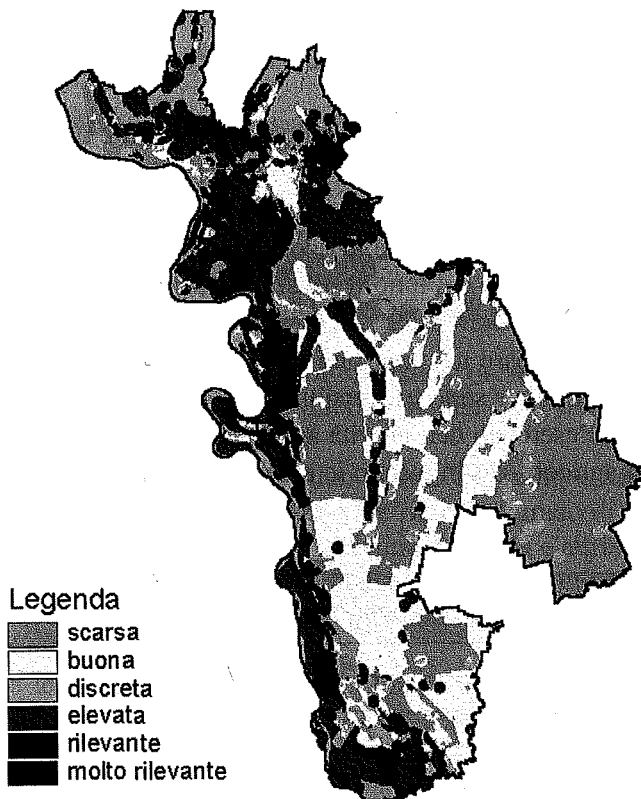 Legenda
scarsa
buona
discreta
elevata
rilevante
molto rilevante